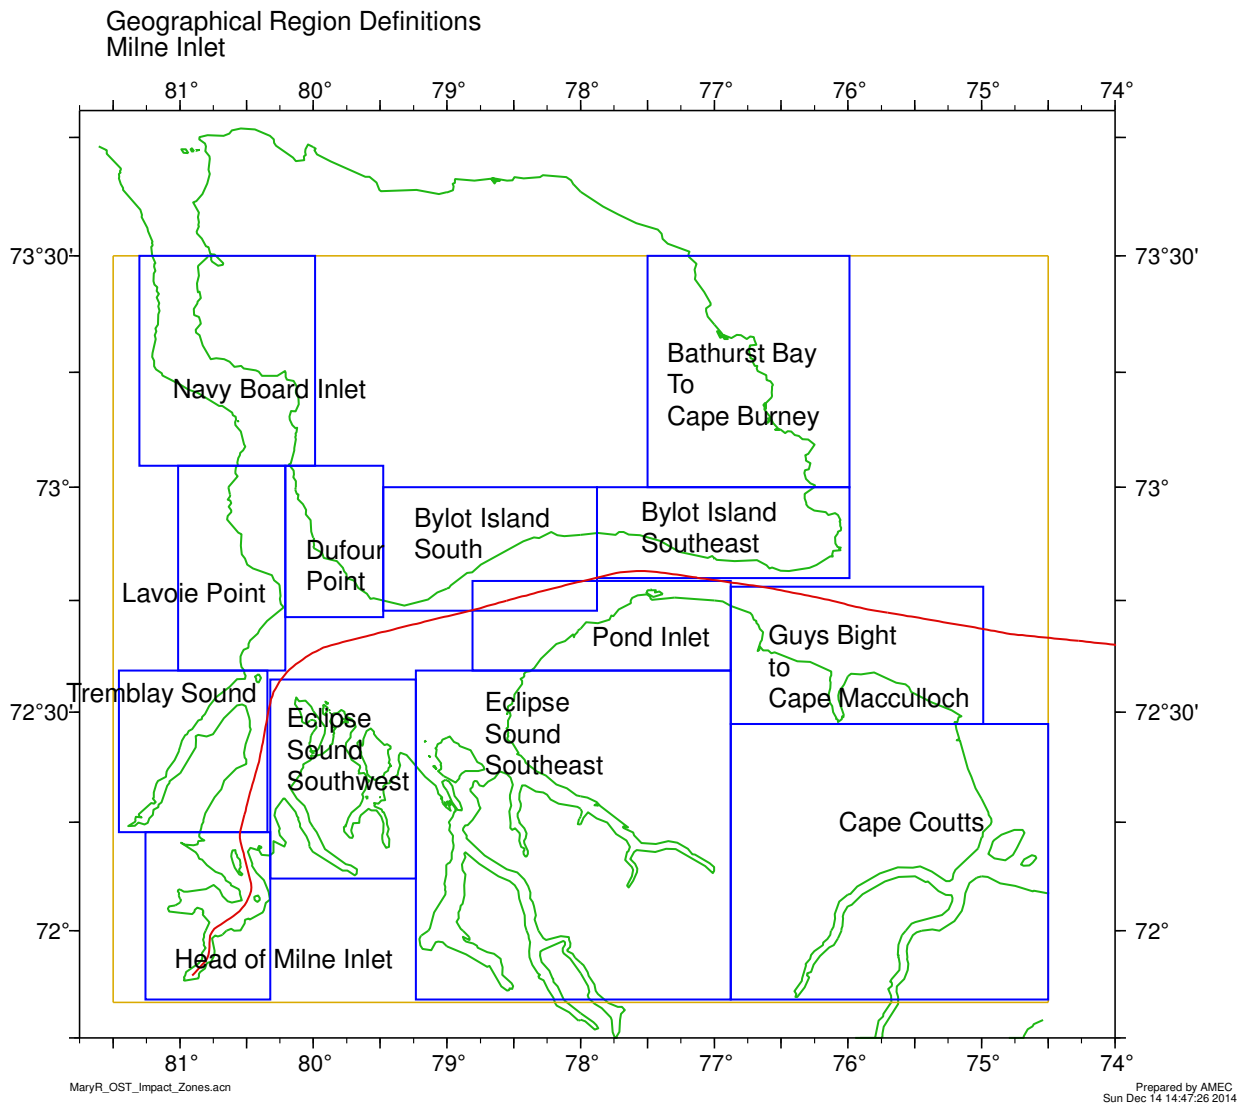 Geographical Region Definitions
Milne Inlet
81° 80° 79° 78° 77° 76° 75° 74°
73°30' 73°30'
Bathurst Bay
To
Cape Burney
Navy Board Inlet
73° 73°
Bylot Island
South
Bylot Island
Southeast
Dufour
Point
Lavoie Point
Pond Inlet
Guys Bight
to
Cape Macculloch
Tremblay Sound
72°30' 72°30'
Eclipse
Sound
Southwest
Eclipse
Sound
Southeast
Cape Coutts
72° 72°
Head of Milne Inlet
81° 80° 79° 78° 77° 76° 75° 74°
MaryR_OST_Impact_Zones.acn
Prepared by AMEC
Sun Dec 14 14:47:26 2014